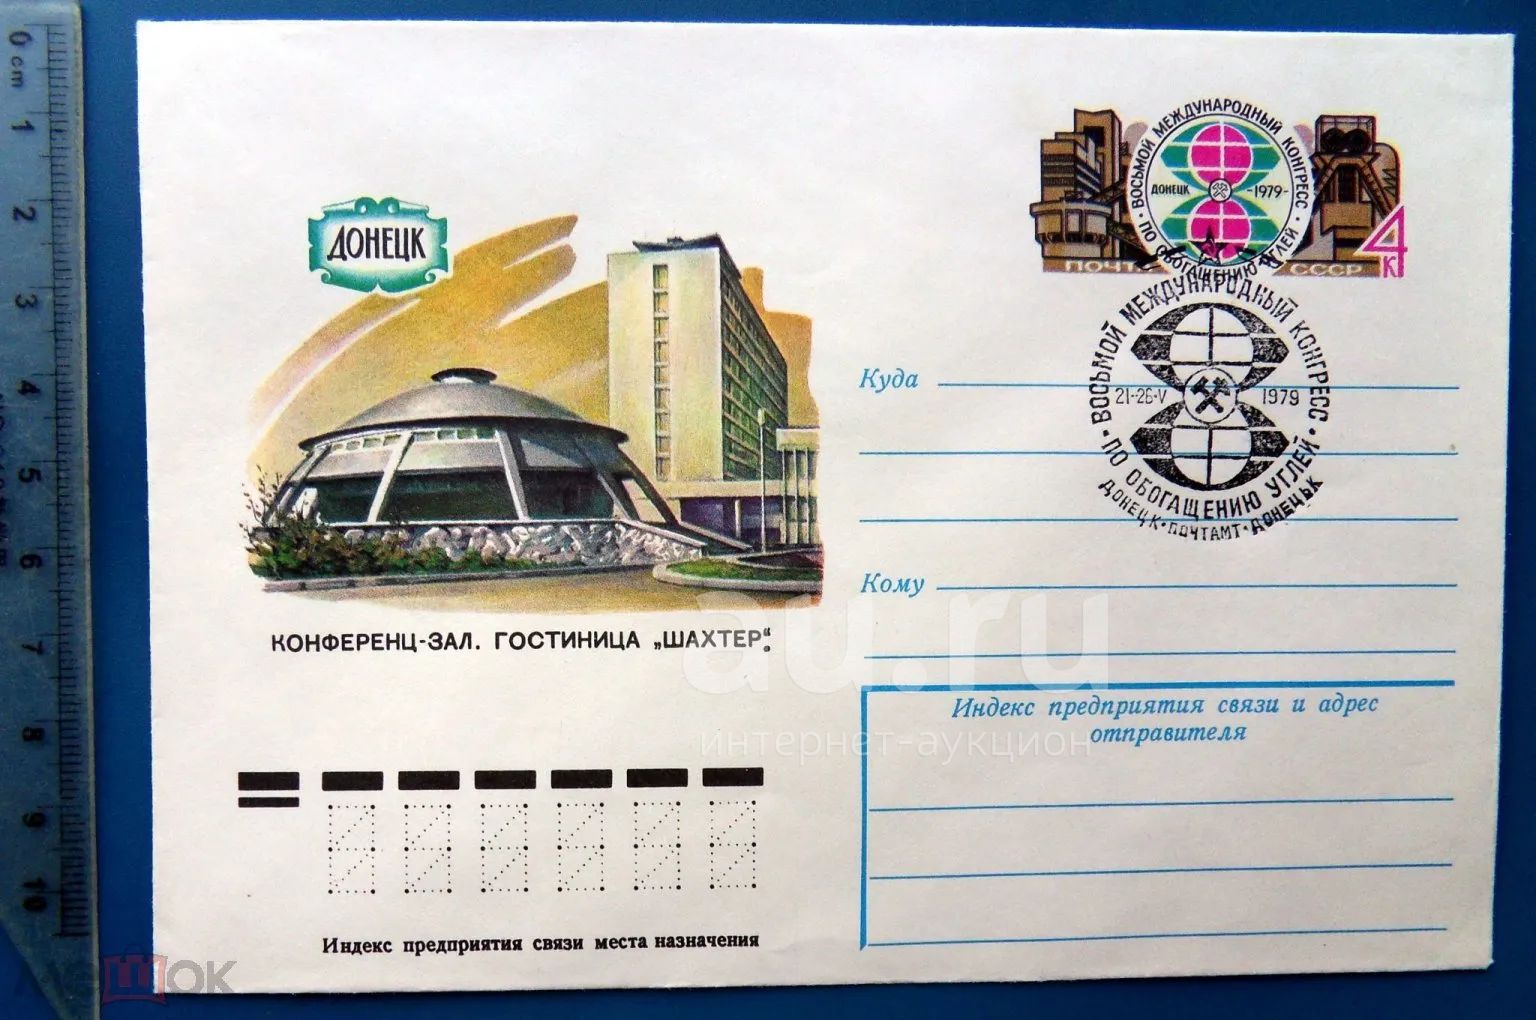 0 cm
1
2
3
4
5
6
7
8
9
10
ДОНЕЦК
КОНФЕРЕНЦ-ЗАЛ. ГОСТИНИЦА „ШАХТЕР“.
Индекс предприятия связи места назначения
ВОСЬМОЙ МЕЖДУНАРОДНЫЙ КОНГРЕСС
ДОНЕЦК -1979-
ПО ОБОГАЩЕНИЮ УГЛЕЙ
ПОЧТА СССР
4 к
ВОСЬМОЙ МЕЖДУНАРОДНЫЙ КОНГРЕСС
21-26·V 1979
ПО ОБОГАЩЕНИЮ УГЛЕЙ
ДОНЕЦК·ПОЧТАМТ·ДОНЕЦЬК
Куда
Кому
Индекс предприятия связи и адрес
отправителя
au.ru
интернет-аукцион
мешок